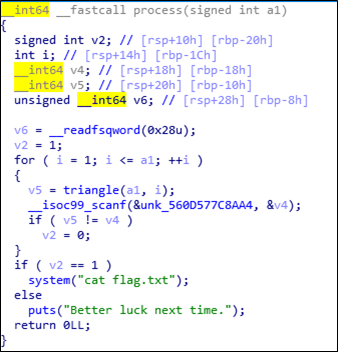 __int64 __fastcall process(signed int a1)
{
signed int v2; // [rsp+10h] [rbp-20h]
int i; // [rsp+14h] [rbp-1Ch]
__int64 v4; // [rsp+18h] [rbp-18h]
__int64 v5; // [rsp+20h] [rbp-10h]
unsigned __int64 v6; // [rsp+28h] [rbp-8h]
v6 = __readfsqword(0x28u);
v2 = 1;
for ( i = 1; i <= a1; ++i )
{
v5 = triangle(a1, i);
__isoc99_scanf(&unk_560D577C8AA4, &v4);
if ( v5 != v4 )
v2 = 0;
}
if ( v2 == 1 )
system("cat flag.txt");
else
puts("Better luck next time.");
return 0LL;
}